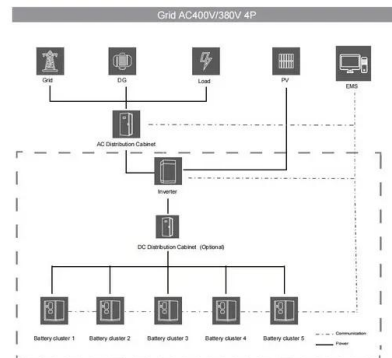 Grid AC400V/380V 4P
Grid
DG
Load
PV
EMS
AC Distribution Cabinet
Inverter
DC Distribution Cabinet (Optional)
Battery cluster 1
Battery cluster 2
Battery cluster 3
Battery cluster 4
Battery cluster 5
Communication
Power